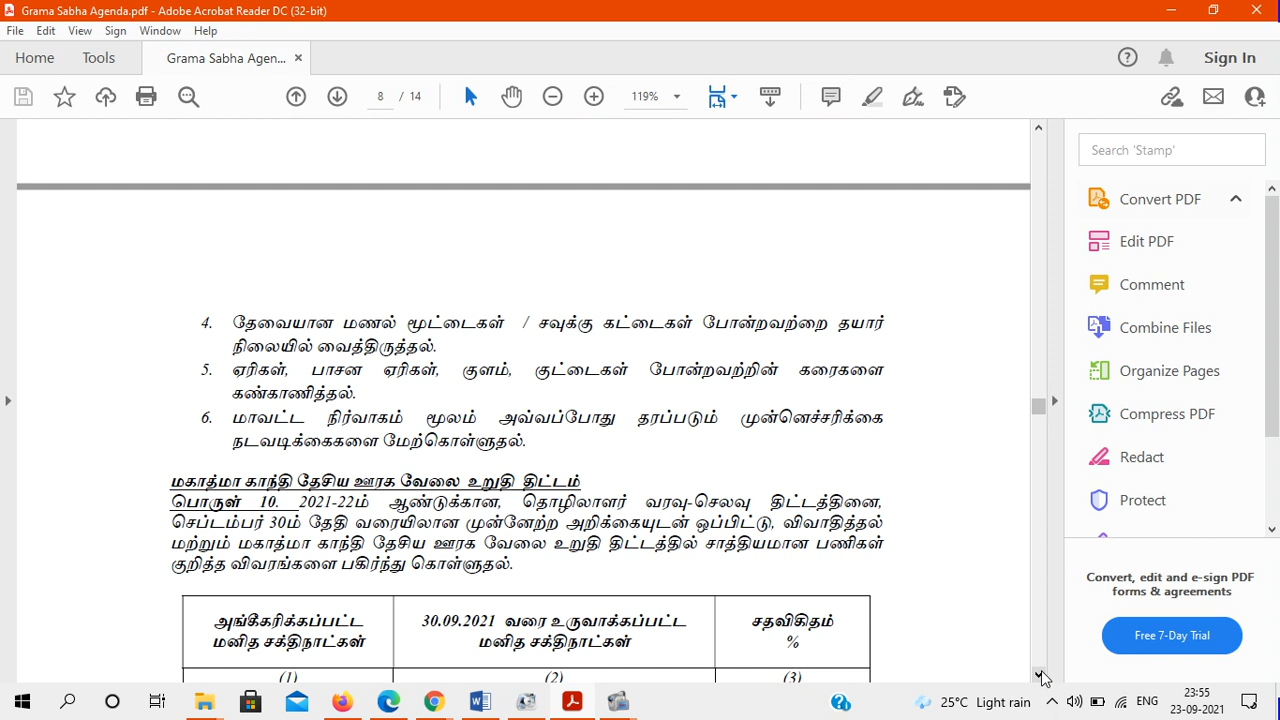 Grama Sabha Agenda.pdf - Adobe Acrobat Reader DC (32-bit)
File Edit View Sign Window Help
Home Tools Grama Sabha Agen... × Sign In
8 / 14 119%
Search 'Stamp'
Convert PDF
Edit PDF
Comment
Combine Files
Organize Pages
Compress PDF
Redact
Protect
Convert, edit and e-sign PDF
forms & agreements
Free 7-Day Trial
4. தேவையான மணல் மூட்டைகள் / சவுக்கு கட்டைகள் போன்றவற்றை தயார்
நிலையில் வைத்திருத்தல்.
5. ஏரிகள், பாசன ஏரிகள், குளம், குட்டைகள் போன்றவற்றின் கரைகளை
கண்காணித்தல்.
6. மாவட்ட நிர்வாகம் மூலம் அவ்வப்போது தரப்படும் முன்னெச்சரிக்கை
நடவடிக்கைகளை மேற்கொள்ளுதல்.
மகாத்மா காந்தி தேசிய ஊரக வேலை உறுதி திட்டம்
பொருள் 10. 2021-22ம் ஆண்டுக்கான, தொழிலாளர் வரவு-செலவு திட்டத்தினை,
செப்டம்பர் 30ம் தேதி வரையிலான முன்னேற்ற அறிக்கையுடன் ஒப்பிட்டு, விவாதித்தல்
மற்றும் மகாத்மா காந்தி தேசிய ஊரக வேலை உறுதி திட்டத்தில் சாத்தியமான பணிகள்
குறித்த விவரங்களை பகிர்ந்து கொள்ளுதல்.
அங்கீகரிக்கப்பட்ட 30.09.2021 வரை உருவாக்கப்பட்ட சதவிகிதம்
மனித சக்திநாட்கள் மனித சக்திநாட்கள் %
(1) (2) (3)
25°C Light rain ENG 23:55
23-09-2021